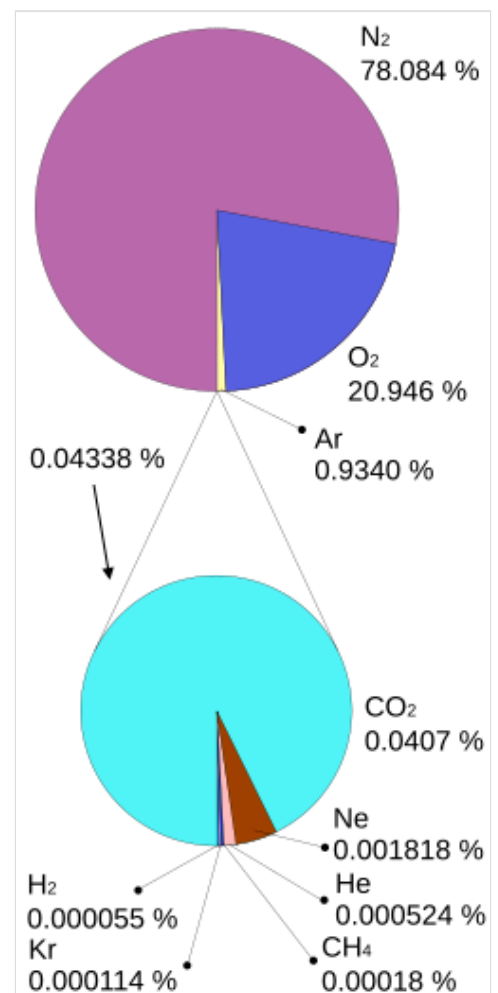 N₂
78.084 %
O₂
20.946 %
Ar
0.9340 %
0.04338 %
CO₂
0.0407 %
Ne
0.001818 %
He
0.000524 %
CH₄
0.00018 %
H₂
0.000055 %
Kr
0.000114 %